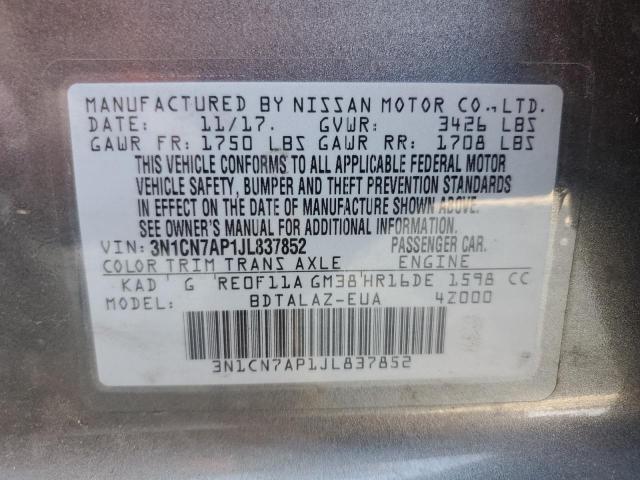 MANUFACTURED BY NISSAN MOTOR CO.,LTD.
DATE: 11/17. GVWR: 3426 LBS
GAWR FR: 1750 LBS GAWR RR: 1708 LBS
THIS VEHICLE CONFORMS TO ALL APPLICABLE FEDERAL MOTOR
VEHICLE SAFETY, BUMPER AND THEFT PREVENTION STANDARDS
IN EFFECT ON THE DATE OF MANUFACTURE SHOWN ABOVE.
SEE OWNER'S MANUAL FOR ADDITIONAL INFORMATION.
VIN: 3N1CN7AP1JL837852 PASSENGER CAR.
COLOR TRIM TRANS AXLE ENGINE
KAD G RE0F11A GM38 HR16DE 1598 CC
MODEL: BDTALAZ-EUA 4Z000
3N1CN7AP1JL837852